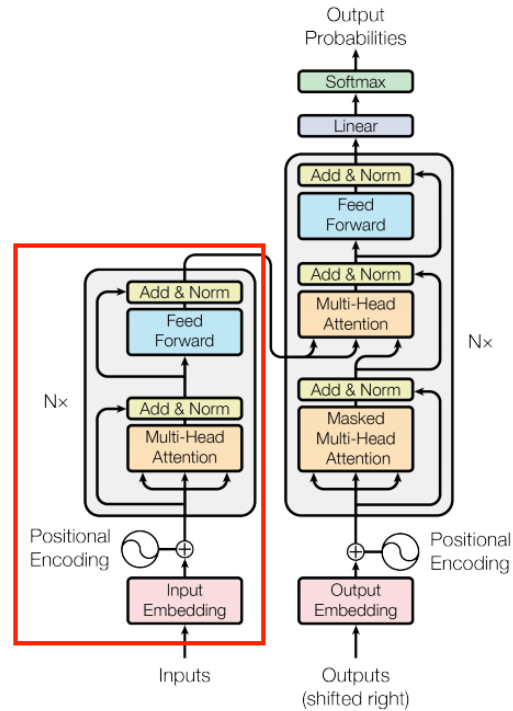 Output
Probabilities
Softmax
Linear
Add & Norm
Feed
Forward
Add & Norm
Multi-Head
Attention
Add & Norm
Masked
Multi-Head
Attention
N×
Positional
Encoding
Output
Embedding
Outputs
(shifted right)
Add & Norm
Feed
Forward
Add & Norm
Multi-Head
Attention
N×
Positional
Encoding
Input
Embedding
Inputs